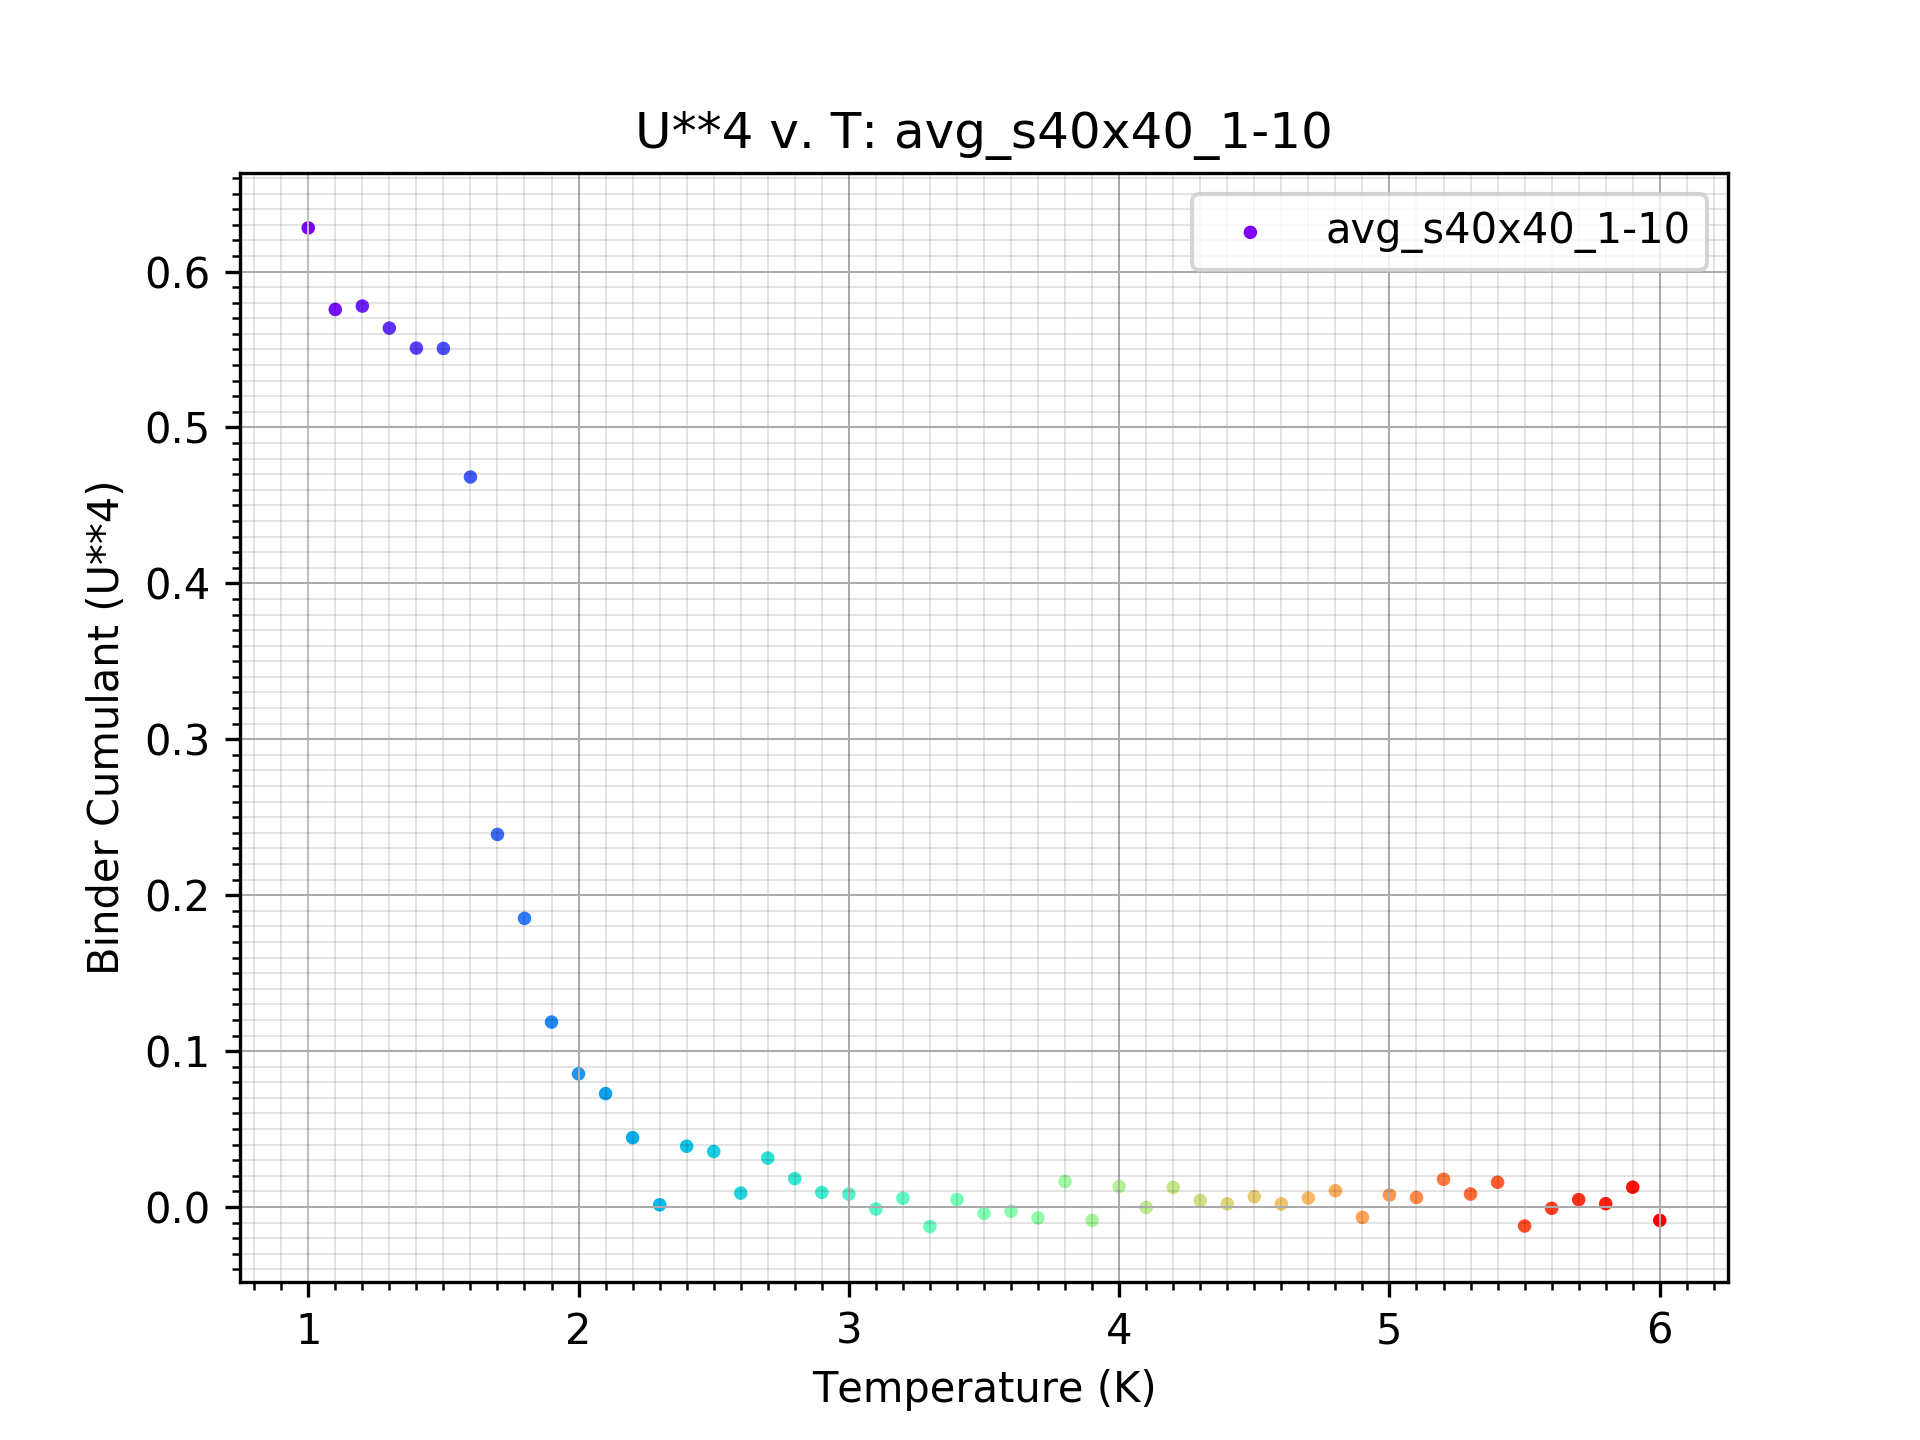 U**4 v. T: avg_s40x40_1-10
avg_s40x40_1-10
0.6
0.5
0.4
0.3
0.2
0.1
0.0
Binder Cumulant (U**4)
1 2 3 4 5 6
Temperature (K)